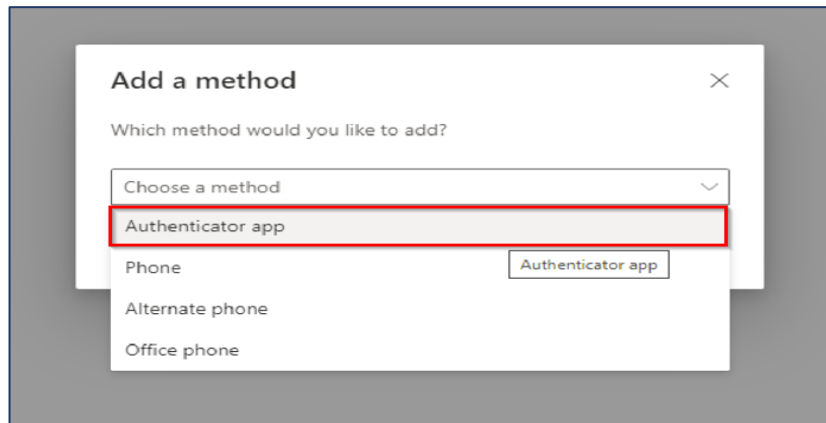 Add a method
Which method would you like to add?
Choose a method
Authenticator app
Phone
Authenticator app
Alternate phone
Office phone